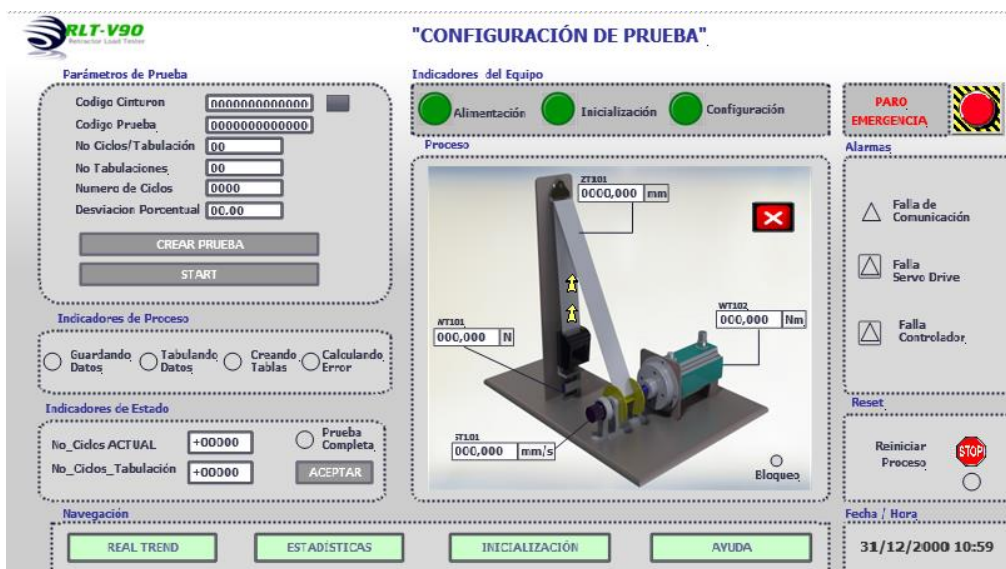 RLT-V90
Retractor Load Tester
"CONFIGURACIÓN DE PRUEBA".
Parámetros de Prueba
Codigo Cinturon 0000000000000
Codigo Prueba 0000000000000
No Ciclos/Tabulación 00
No Tabulaciones 00
Numero de Ciclos 0000
Desviacion Porcentual 00.00
CREAR PRUEBA
START
Indicadores de Proceso
Guardando Datos
Tabulando Datos
Creando Tablas
Calculando Error
Indicadores de Estado
No_Ciclos ACTUAL +00000
Prueba Completa
No_Ciclos_Tabulación +00000
ACEPTAR
Indicadores del Equipo
Alimentación
Inicialización
Configuración
PARO
EMERGENCIA
Proceso
ZT101
0000,000 mm
WT101
000,000 N
WT102
000,000 Nm
ST101
000,000 mm/s
Bloqueo
Alarmas
Falla de
Comunicación
Falla
Servo Drive
Falla
Controlador
Reset
Reiniciar
Proceso
STOP!
Navegación
REAL TREND
ESTADÍSTICAS
INICIALIZACIÓN
AYUDA
Fecha / Hora
31/12/2000 10:59